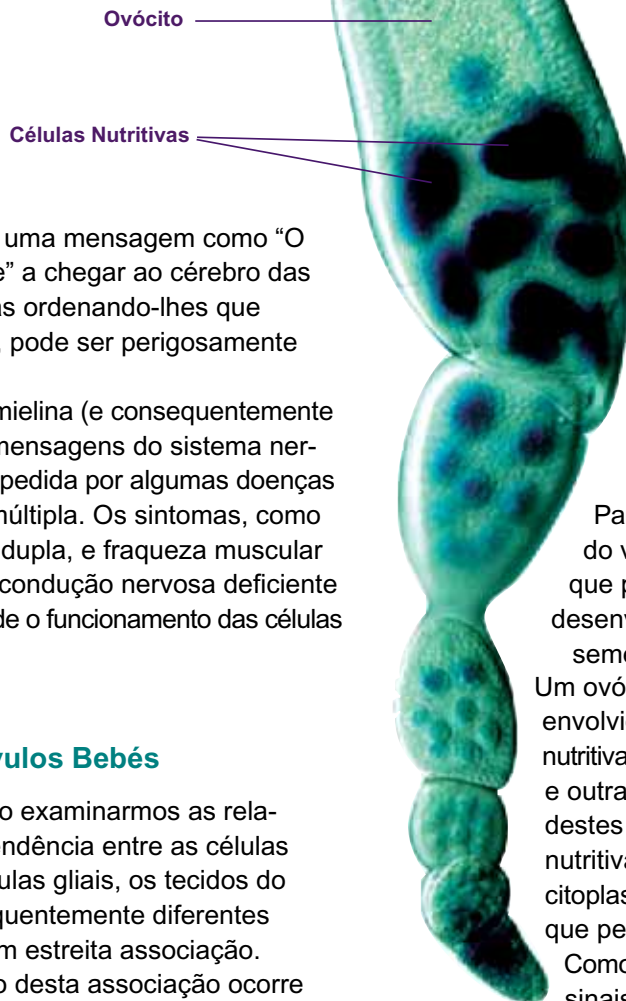 Ovócito
Células Nutritivas
uma mensagem como “O
” a chegar ao cérebro das
ordenando-lhes que
pode ser perigosamente
mielina (e consequentemente
mensagens do sistema ner-
pedida por algumas doenças
múltipla. Os sintomas, como
dupla, e fraqueza muscular
condução nervosa deficiente
de o funcionamento das células
vulos Bebés
o examinarmos as rela-
ndência entre as células
ulas gliais, os tecidos do
quentemente diferentes
m estreita associação.
o desta associação ocorre
Pa
do v
que p
desenv
seme
Um ovó
envolvi
nutritiva
e outra
destes
nutritiva
citoplas
que pe
Como
sinais